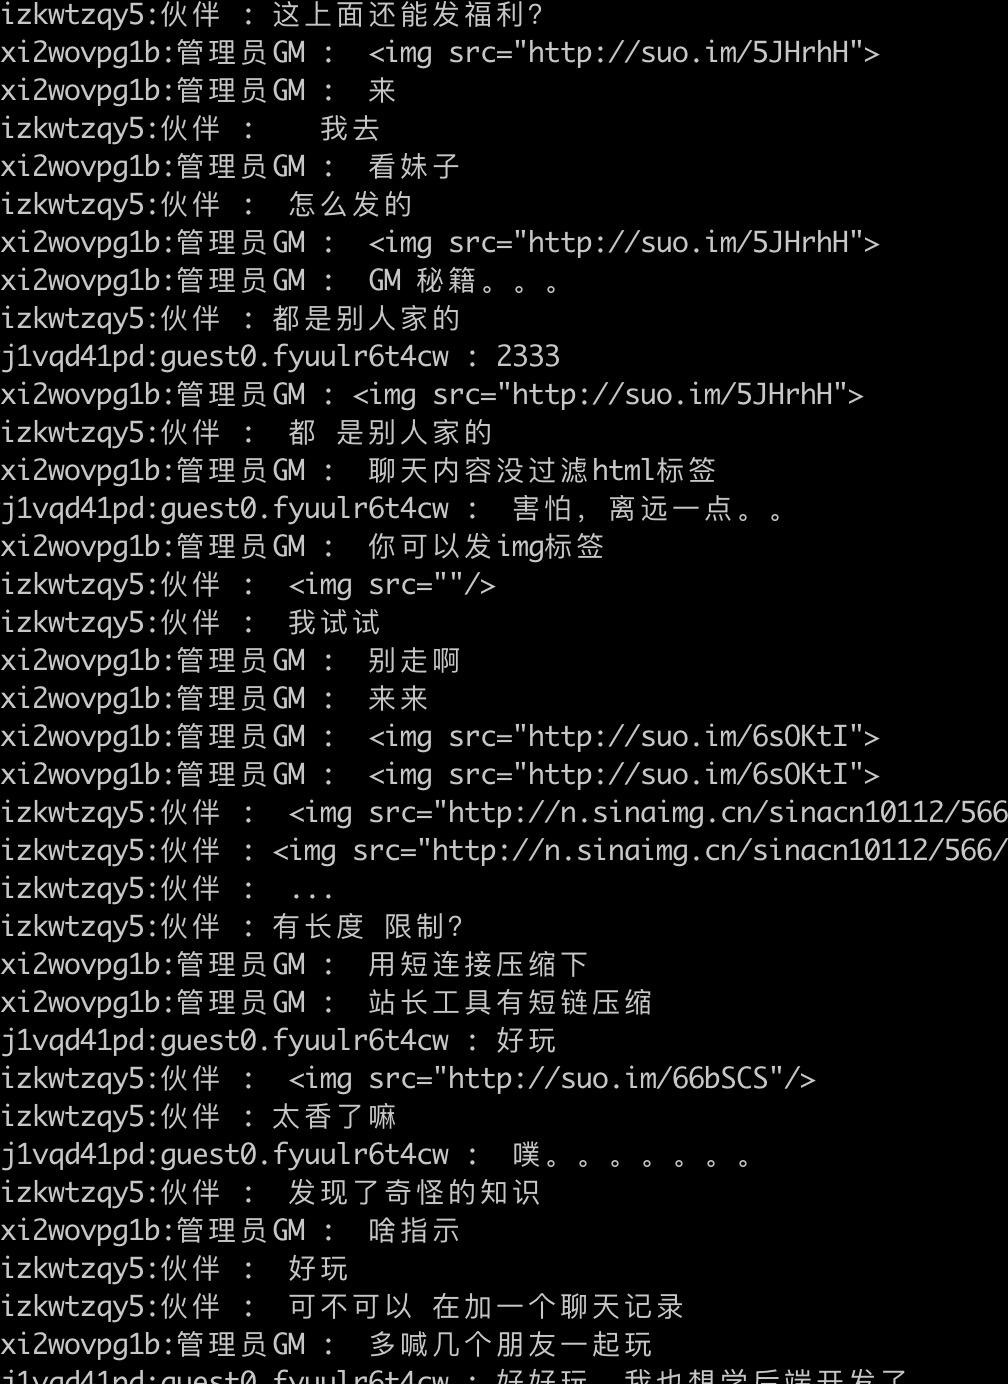 izkwtzqy5:伙伴 : 这上面还能发福利?
xi2wovpg1b:管理员GM :  <img src="http://suo.im/5JHrhH">
xi2wovpg1b:管理员GM :  来
izkwtzqy5:伙伴 :   我去
xi2wovpg1b:管理员GM :  看妹子
izkwtzqy5:伙伴 :  怎么发的
xi2wovpg1b:管理员GM :  <img src="http://suo.im/5JHrhH">
xi2wovpg1b:管理员GM :  GM 秘籍。。。
izkwtzqy5:伙伴 : 都是别人家的
j1vqd41pd:guest0.fyuulr6t4cw : 2333
xi2wovpg1b:管理员GM : <img src="http://suo.im/5JHrhH">
izkwtzqy5:伙伴 :  都 是别人家的
xi2wovpg1b:管理员GM :  聊天内容没过滤html标签
j1vqd41pd:guest0.fyuulr6t4cw :  害怕，离远一点。。
xi2wovpg1b:管理员GM :  你可以发img标签
izkwtzqy5:伙伴 :  <img src=""/>
izkwtzqy5:伙伴 :  我试试
xi2wovpg1b:管理员GM :  别走啊
xi2wovpg1b:管理员GM :  来来
xi2wovpg1b:管理员GM :  <img src="http://suo.im/6sOKtI">
xi2wovpg1b:管理员GM :  <img src="http://suo.im/6sOKtI">
izkwtzqy5:伙伴 :  <img src="http://n.sinaimg.cn/sinacn10112/566
izkwtzqy5:伙伴 : <img src="http://n.sinaimg.cn/sinacn10112/566/
izkwtzqy5:伙伴 :  ...
izkwtzqy5:伙伴 : 有长度 限制?
xi2wovpg1b:管理员GM :  用短连接压缩下
xi2wovpg1b:管理员GM :  站长工具有短链压缩
j1vqd41pd:guest0.fyuulr6t4cw : 好玩
izkwtzqy5:伙伴 :  <img src="http://suo.im/66bSCS"/>
izkwtzqy5:伙伴 : 太香了嘛
j1vqd41pd:guest0.fyuulr6t4cw :  噗。。。。。。。
izkwtzqy5:伙伴 :  发现了奇怪的知识
xi2wovpg1b:管理员GM :  啥指示
izkwtzqy5:伙伴 :  好玩
izkwtzqy5:伙伴 :  可不可以 在加一个聊天记录
xi2wovpg1b:管理员GM :  多喊几个朋友一起玩
j1vqd41pd:guest0.fyuulr6t4cw : 好好玩，我也想学后端开发了